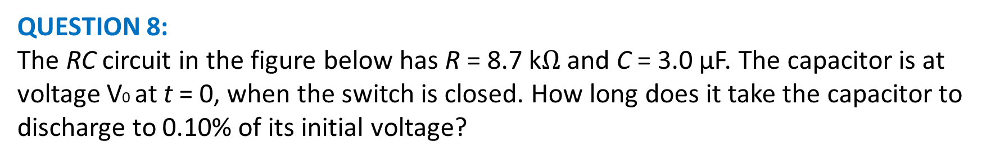 QUESTION 8:
The RC circuit in the figure below has R = 8.7 kΩ and C = 3.0 µF. The capacitor is at
voltage V₀ at t = 0, when the switch is closed. How long does it take the capacitor to
discharge to 0.10% of its initial voltage?